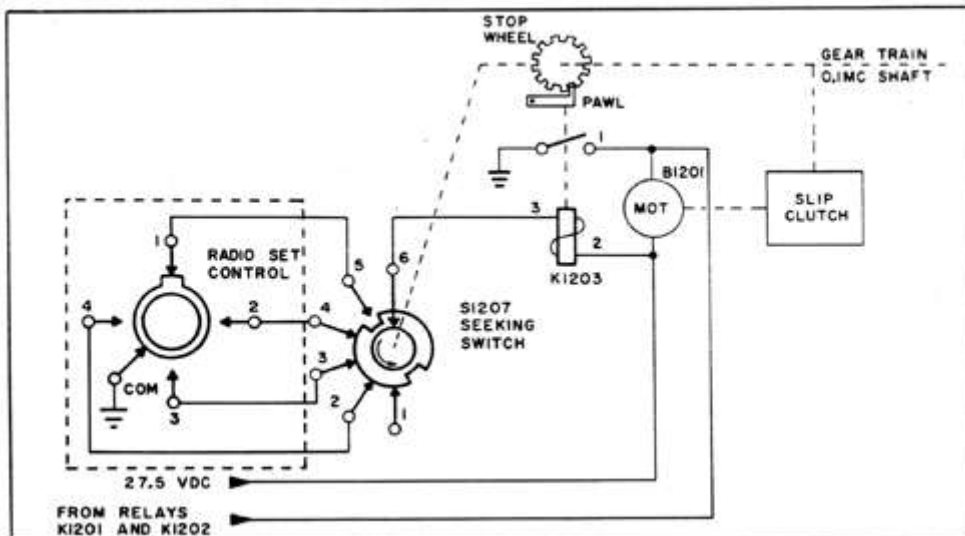 STOP
WHEEL
GEAR TRAIN
0.1MC SHAFT
PAWL
1
B1201
MOT
SLIP
CLUTCH
3
2
K1203
1
RADIO SET
CONTROL
5
6
4
2
4
S1207
SEEKING
SWITCH
3
COM
3
2
1
27.5 VDC
FROM RELAYS
K1201 AND K1202